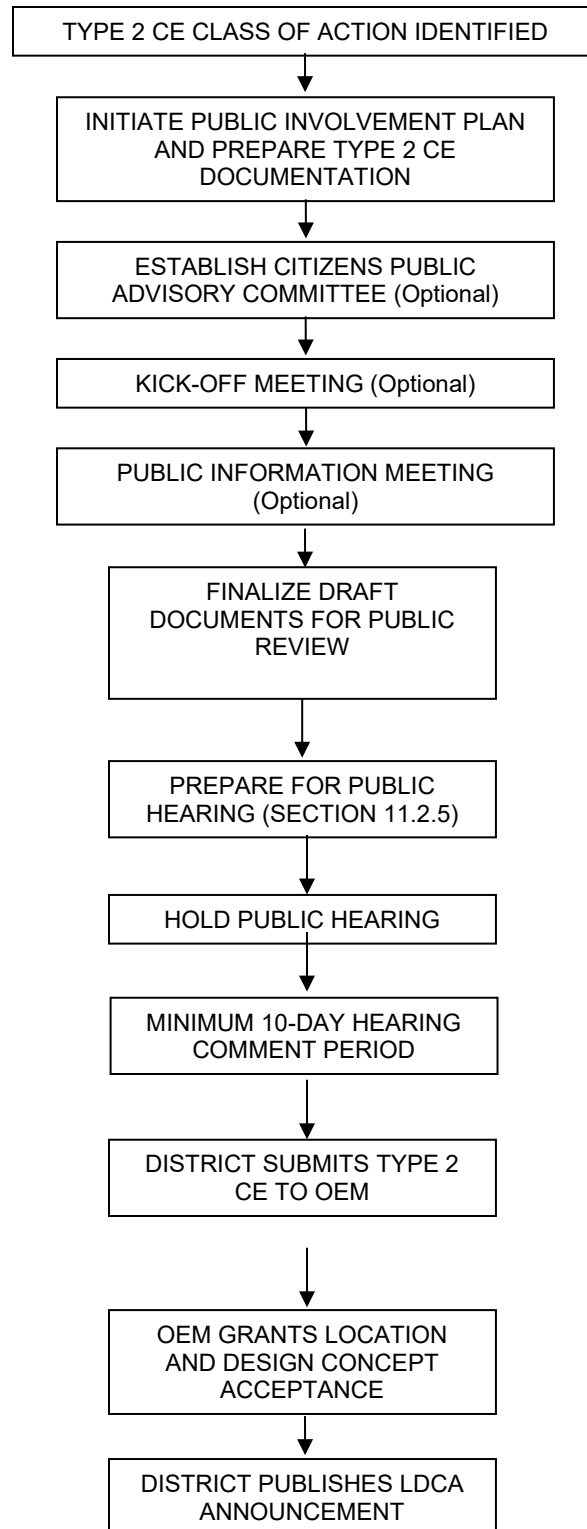 TYPE 2 CE CLASS OF ACTION IDENTIFIED
INITIATE PUBLIC INVOLVEMENT PLAN
AND PREPARE TYPE 2 CE
DOCUMENTATION
ESTABLISH CITIZENS PUBLIC
ADVISORY COMMITTEE (Optional)
KICK-OFF MEETING (Optional)
PUBLIC INFORMATION MEETING
(Optional)
FINALIZE DRAFT
DOCUMENTS FOR PUBLIC
REVIEW
PREPARE FOR PUBLIC
HEARING (SECTION 11.2.5)
HOLD PUBLIC HEARING
MINIMUM 10-DAY HEARING
COMMENT PERIOD
DISTRICT SUBMITS TYPE 2
CE TO OEM
OEM GRANTS LOCATION
AND DESIGN CONCEPT
ACCEPTANCE
DISTRICT PUBLISHES LDCA
ANNOUNCEMENT